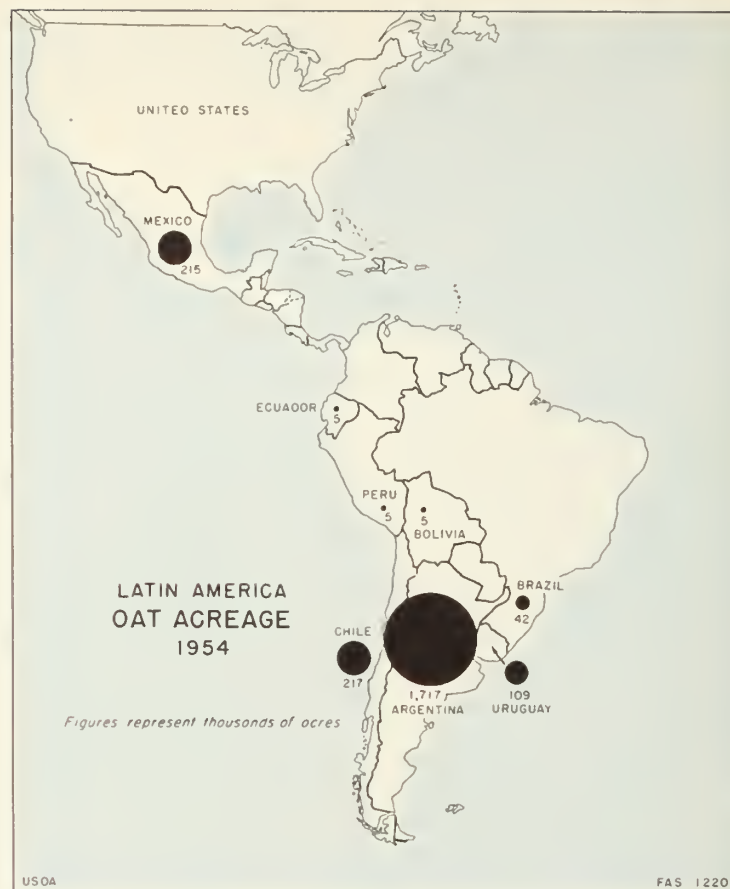 UNITED STATES
MEXICO
215
ECUADOR
5
PERU
5
5
BOLIVIA
LATIN AMERICA
OAT ACREAGE
1954
BRAZIL
42
CHILE
217
1,717
ARGENTINA
109
URUGUAY
Figures represent thousands of acres
USDA
FAS 1220